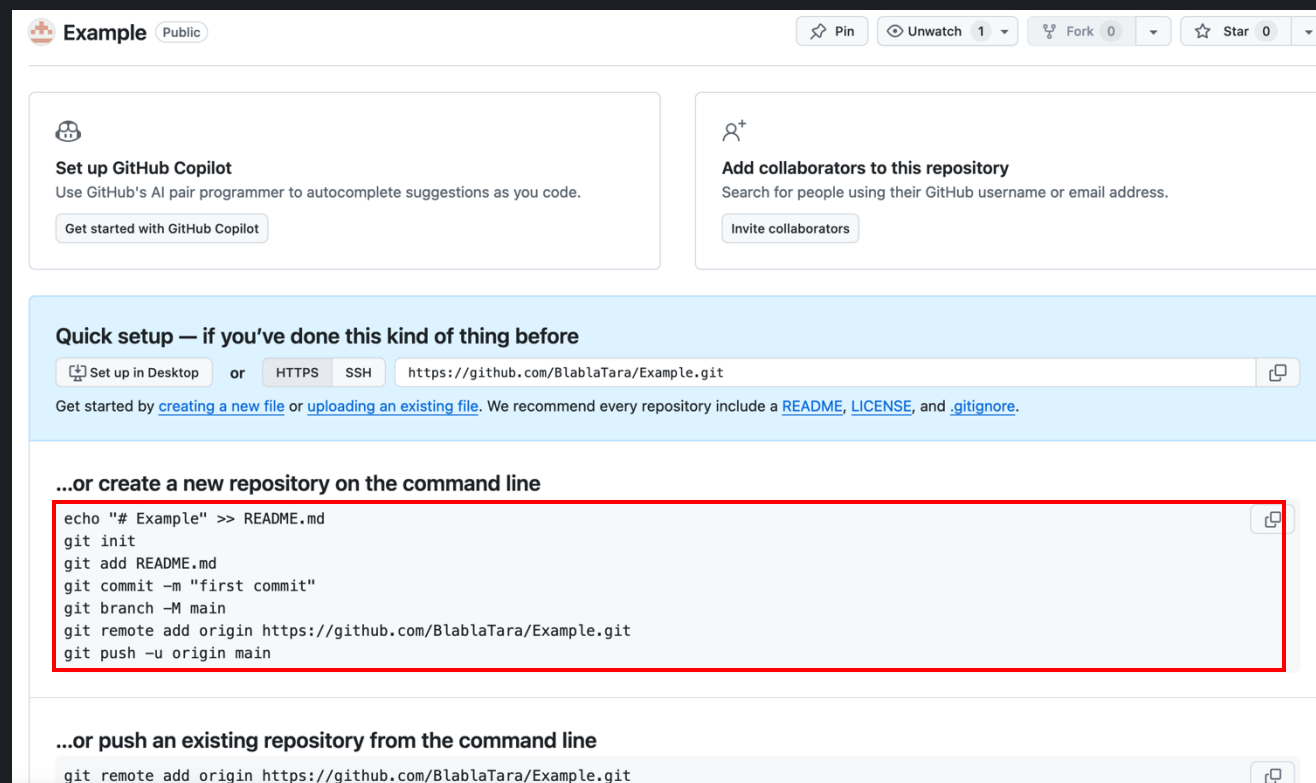 Example Public Pin Unwatch 1 Fork 0 Star 0
Set up GitHub Copilot
Use GitHub's AI pair programmer to autocomplete suggestions as you code.
Get started with GitHub Copilot
Add collaborators to this repository
Search for people using their GitHub username or email address.
Invite collaborators
Quick setup — if you’ve done this kind of thing before
Set up in Desktop or HTTPS SSH https://github.com/BlablaTara/Example.git
Get started by creating a new file or uploading an existing file. We recommend every repository include a README, LICENSE, and .gitignore.
…or create a new repository on the command line
echo "# Example" >> README.md
git init
git add README.md
git commit -m "first commit"
git branch -M main
git remote add origin https://github.com/BlablaTara/Example.git
git push -u origin main
…or push an existing repository from the command line
git remote add origin https://github.com/BlablaTara/Example.git